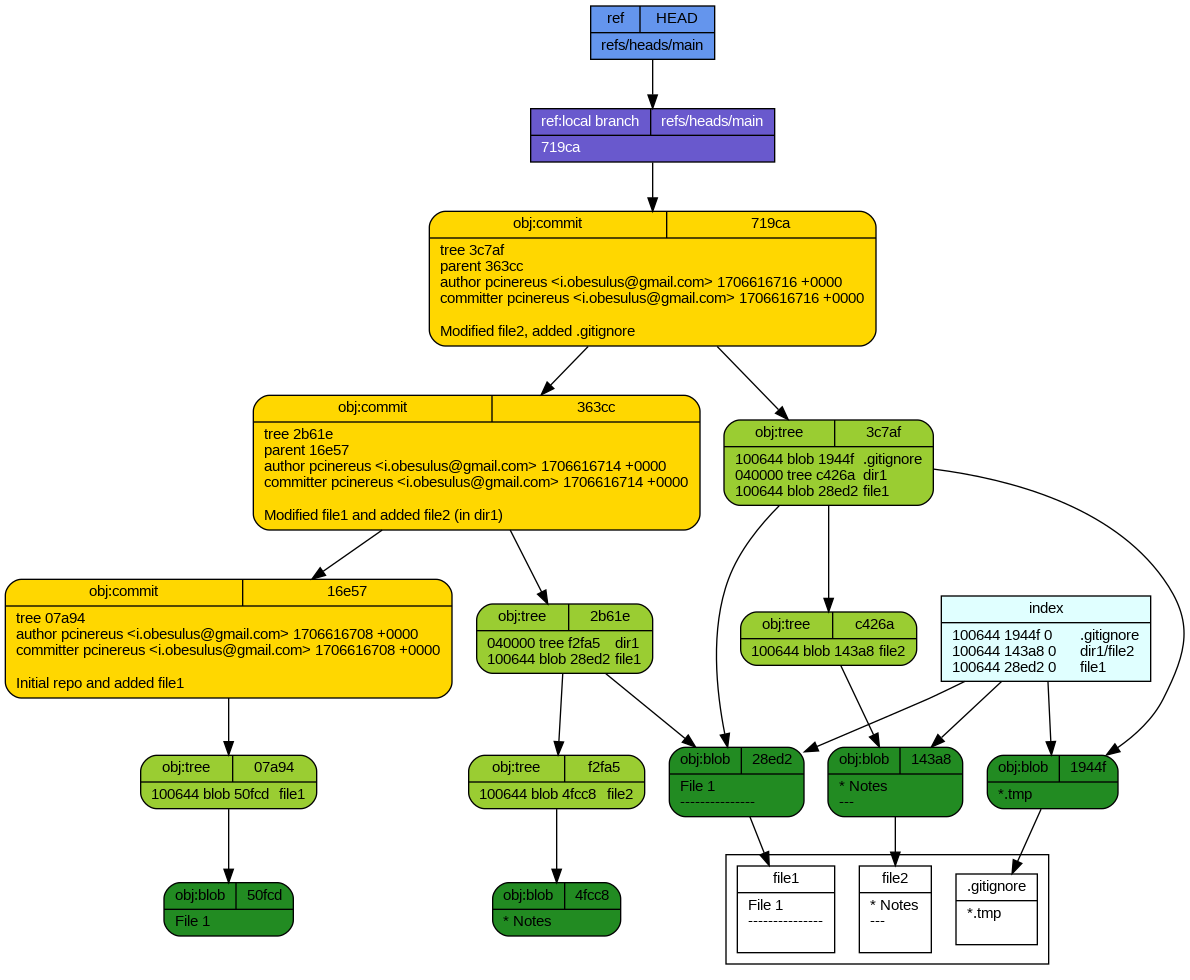 ref HEAD
refs/heads/main
ref:local branch refs/heads/main
719ca
obj:commit 719ca
tree 3c7af
parent 363cc
author pcinereus <i.obesulus@gmail.com> 1706616716 +0000
committer pcinereus <i.obesulus@gmail.com> 1706616716 +0000
Modified file2, added .gitignore
obj:commit 363cc
tree 2b61e
parent 16e57
author pcinereus <i.obesulus@gmail.com> 1706616714 +0000
committer pcinereus <i.obesulus@gmail.com> 1706616714 +0000
Modified file1 and added file2 (in dir1)
obj:tree 3c7af
100644 blob 1944f .gitignore
040000 tree c426a dir1
100644 blob 28ed2 file1
obj:commit 16e57
tree 07a94
author pcinereus <i.obesulus@gmail.com> 1706616708 +0000
committer pcinereus <i.obesulus@gmail.com> 1706616708 +0000
Initial repo and added file1
obj:tree 2b61e
040000 tree f2fa5 dir1
100644 blob 28ed2 file1
obj:tree c426a
100644 blob 143a8 file2
index
100644 1944f 0 .gitignore
100644 143a8 0 dir1/file2
100644 28ed2 0 file1
obj:tree 07a94
100644 blob 50fcd file1
obj:tree f2fa5
100644 blob 4fcc8 file2
obj:blob 28ed2
File 1
---------------
obj:blob 143a8
* Notes
---
obj:blob 1944f
*.tmp
obj:blob 50fcd
File 1
obj:blob 4fcc8
* Notes
file1
File 1
---------------
file2
* Notes
---
.gitignore
*.tmp